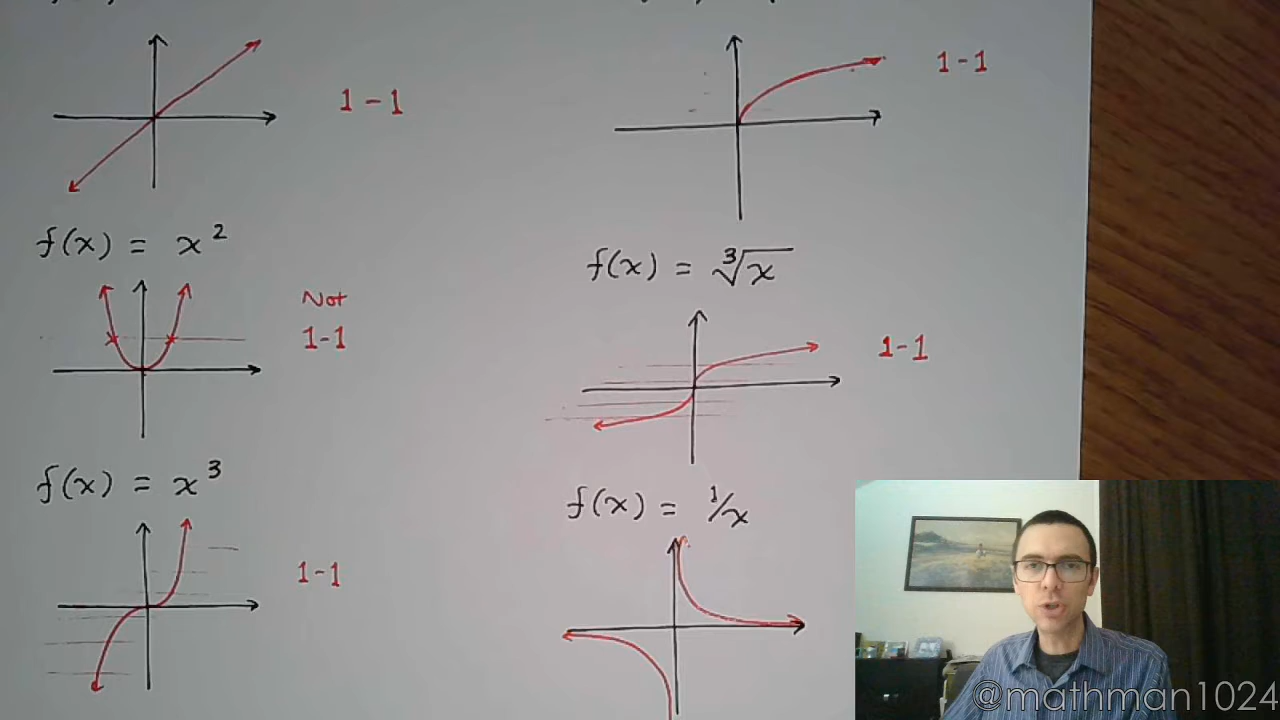 1-1
f(x) = x²
Not
1-1
f(x) = x³
1-1
1-1
f(x) = ∛x
1-1
f(x) = 1/x
@mathman1024